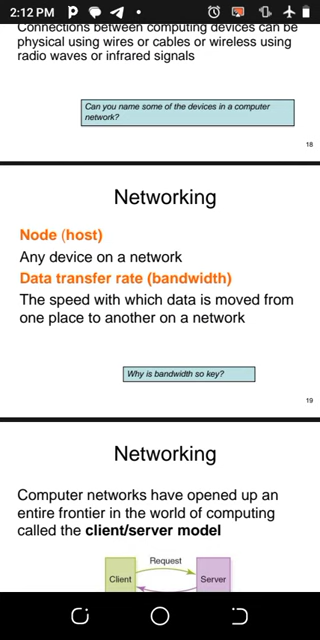 2:12 PM
Connections between computing devices can be
physical using wires or cables or wireless using
radio waves or infrared signals
Can you name some of the devices in a computer
network?
18
Networking
Node (host)
Any device on a network
Data transfer rate (bandwidth)
The speed with which data is moved from
one place to another on a network
Why is bandwidth so key?
19
Networking
Computer networks have opened up an
entire frontier in the world of computing
called the client/server model
Request
Client
Server